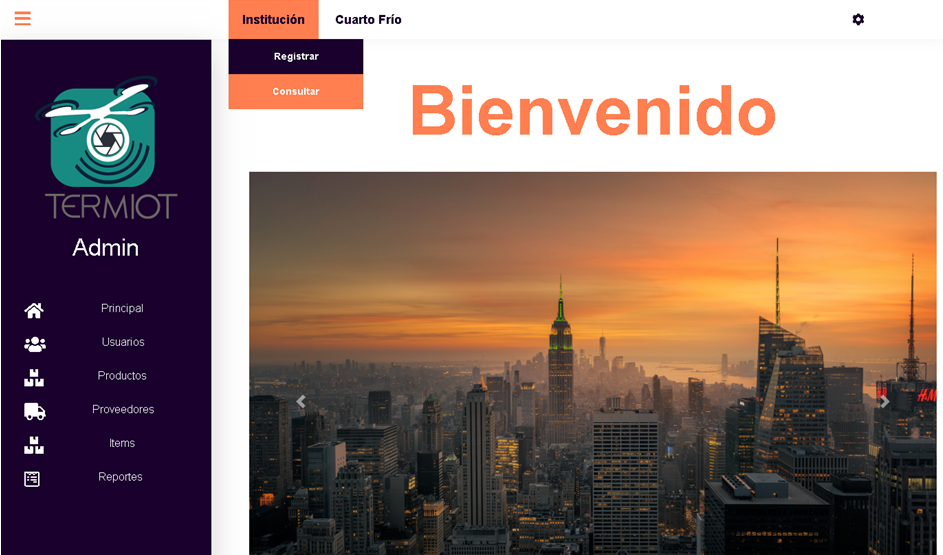 Institución
Cuarto Frío
Registrar
Consultar
Bienvenido
TERMIOT
Admin
Principal
Usuarios
Productos
Proveedores
Items
Reportes
H&M